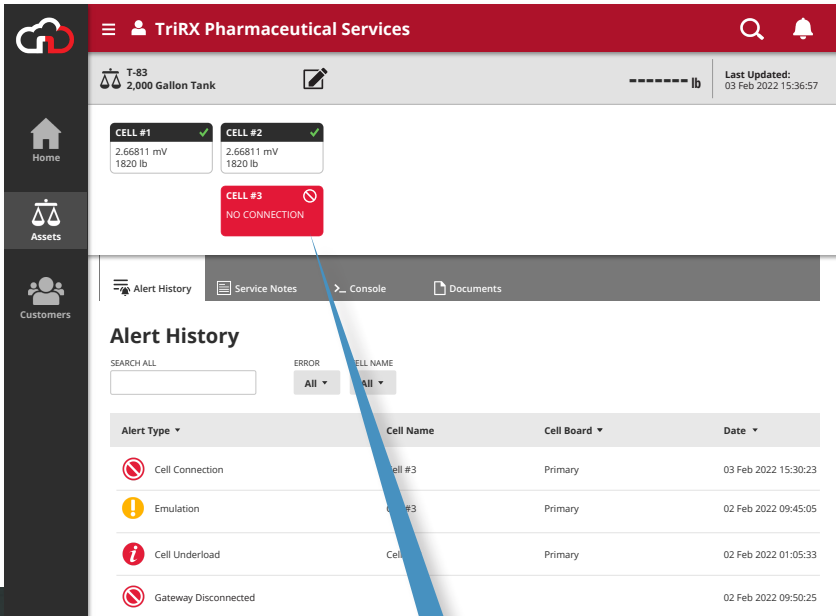 TriRX Pharmaceutical Services
T-83
2,000 Gallon Tank
------- lb
Last Updated:
03 Feb 2022 15:36:57
Home
Assets
Customers
CELL #1
2.66811 mV
1820 lb
CELL #2
2.66811 mV
1820 lb
CELL #3
NO CONNECTION
Alert History
Service Notes
>_ Console
Documents
Alert History
SEARCH ALL
ERROR
All
All
Alert Type
Cell Name
Cell Board
Date
Cell Connection
#3
Primary
03 Feb 2022 15:30:23
Emulation
#3
Primary
02 Feb 2022 09:45:05
Cell Underload
Cell
Primary
02 Feb 2022 01:05:33
Gateway Disconnected
02 Feb 2022 09:50:25